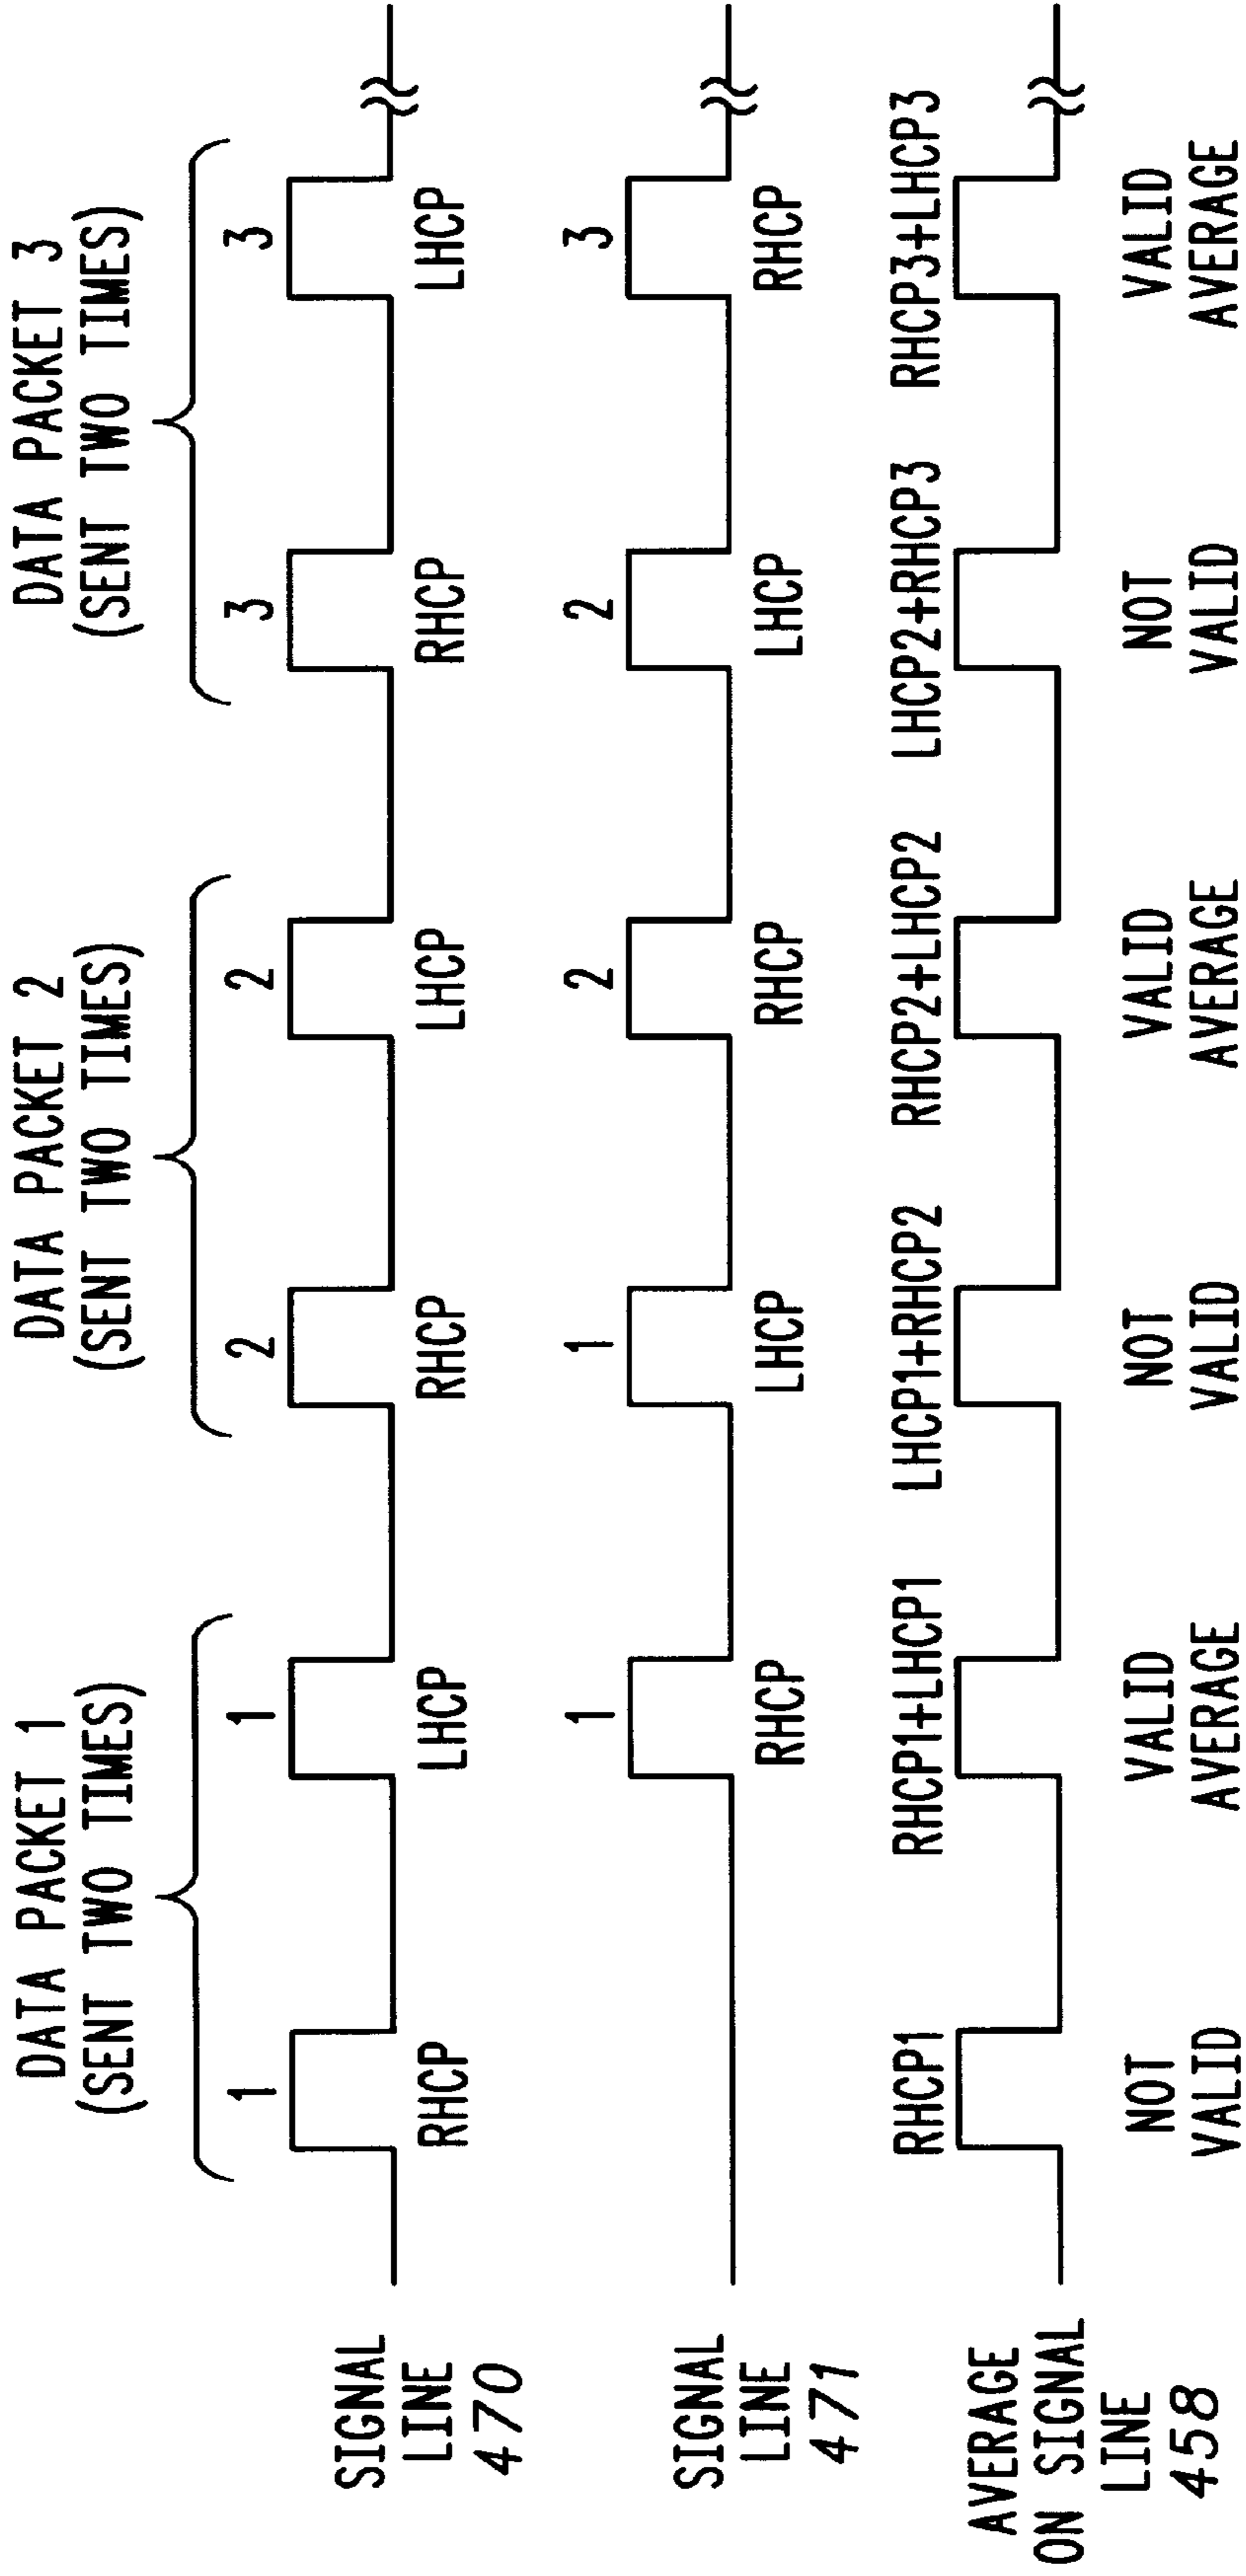 DATA PACKET 1
(SENT TWO TIMES)
DATA PACKET 2
(SENT TWO TIMES)
DATA PACKET 3
(SENT TWO TIMES)
1
1
2
2
3
3
SIGNAL
LINE
470
RHCP
LHCP
RHCP
LHCP
RHCP
LHCP
1
1
2
2
3
SIGNAL
LINE
471
RHCP
LHCP
RHCP
LHCP
RHCP
RHCP1
RHCP1+LHCP1
LHCP1+RHCP2
RHCP2+LHCP2
LHCP2+RHCP3
RHCP3+LHCP3
AVERAGE
ON SIGNAL
LINE
458
NOT
VALID
VALID
AVERAGE
NOT
VALID
VALID
AVERAGE
NOT
VALID
VALID
AVERAGE